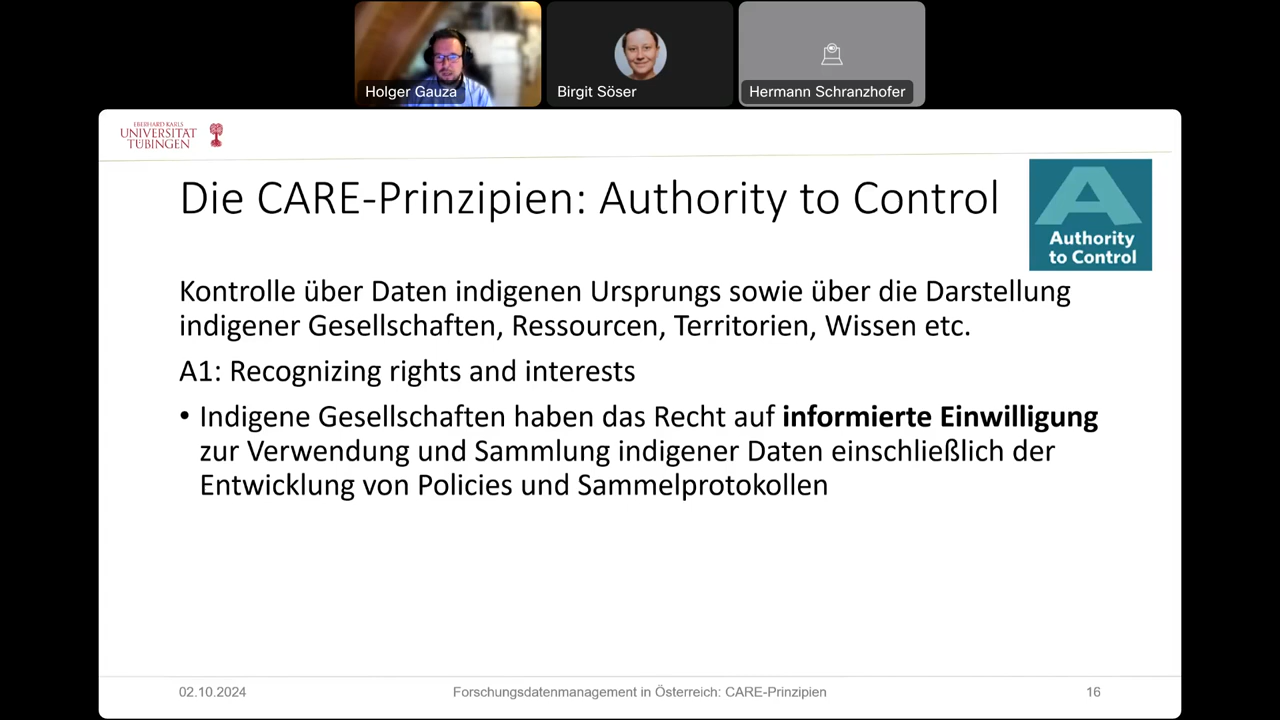 Holger Gauza
Birgit Söser
Hermann Schranzhofer
EBERHARD KARLS
UNIVERSITÄT
TÜBINGEN
Die CARE-Prinzipien: Authority to Control
A
Authority
to Control
Kontrolle über Daten indigenen Ursprungs sowie über die Darstellung
indigener Gesellschaften, Ressourcen, Territorien, Wissen etc.
A1: Recognizing rights and interests
• Indigene Gesellschaften haben das Recht auf informierte Einwilligung
zur Verwendung und Sammlung indigener Daten einschließlich der
Entwicklung von Policies und Sammelprotokollen
02.10.2024
Forschungsdatenmanagement in Österreich: CARE-Prinzipien
16